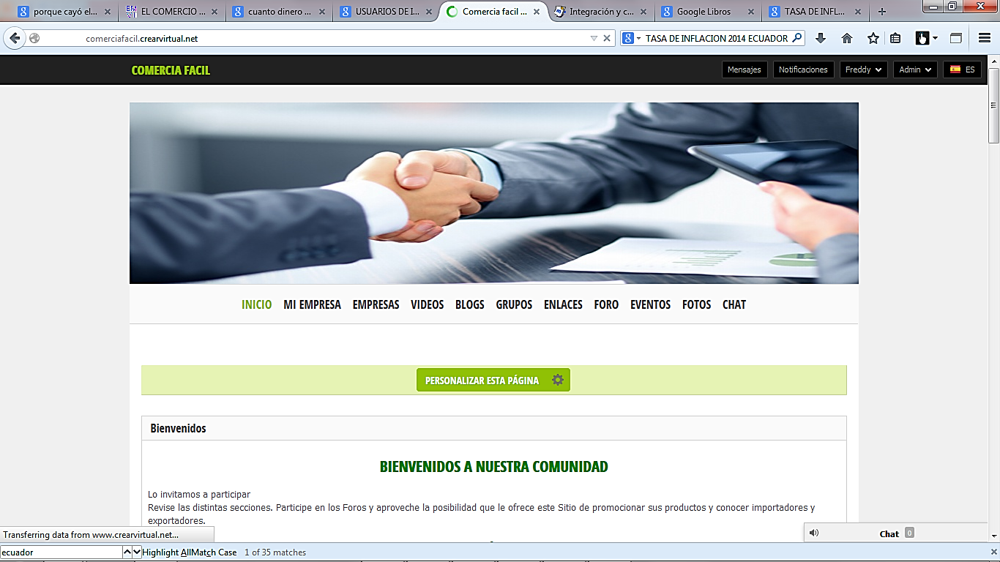 porque cayó el...
EL COMERCIO ...
cuanto dinero ...
USUARIOS DE I...
Comercia facil ...
Integración y c...
Google Libros
TASA DE INFL...
comerciafacil.crearvirtual.net
TASA DE INFLACION 2014 ECUADOR
COMERCIA FACIL
Mensajes
Notificaciones
Freddy
Admin
ES
INICIO MI EMPRESA EMPRESAS VIDEOS BLOGS GRUPOS ENLACES FORO EVENTOS FOTOS CHAT
PERSONALIZAR ESTA PÁGINA
Bienvenidos
BIENVENIDOS A NUESTRA COMUNIDAD
Lo invitamos a participar
Revise las distintas secciones. Participe en los Foros y aproveche la posibilidad que le ofrece este Sitio de promocionar sus productos y conocer importadores y
exportadores.
Transferring data from www.crearvirtual.net...
Chat 0
ecuador
Highlight All Match Case 1 of 35 matches